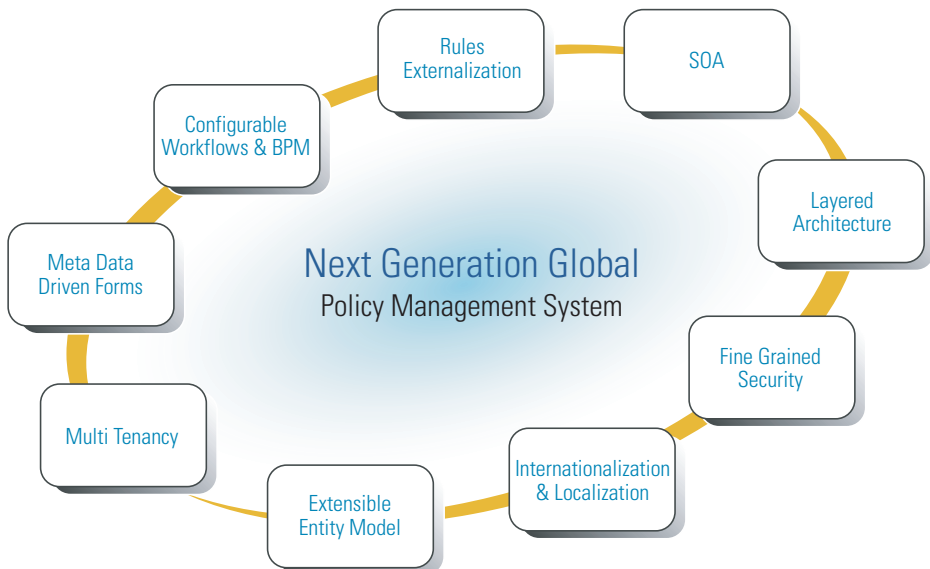 Rules
Externalization
SOA
Configurable
Workflows & BPM
Layered
Architecture
Meta Data
Driven Forms
Next Generation Global
Policy Management System
Fine Grained
Security
Multi Tenancy
Internationalization
& Localization
Extensible
Entity Model